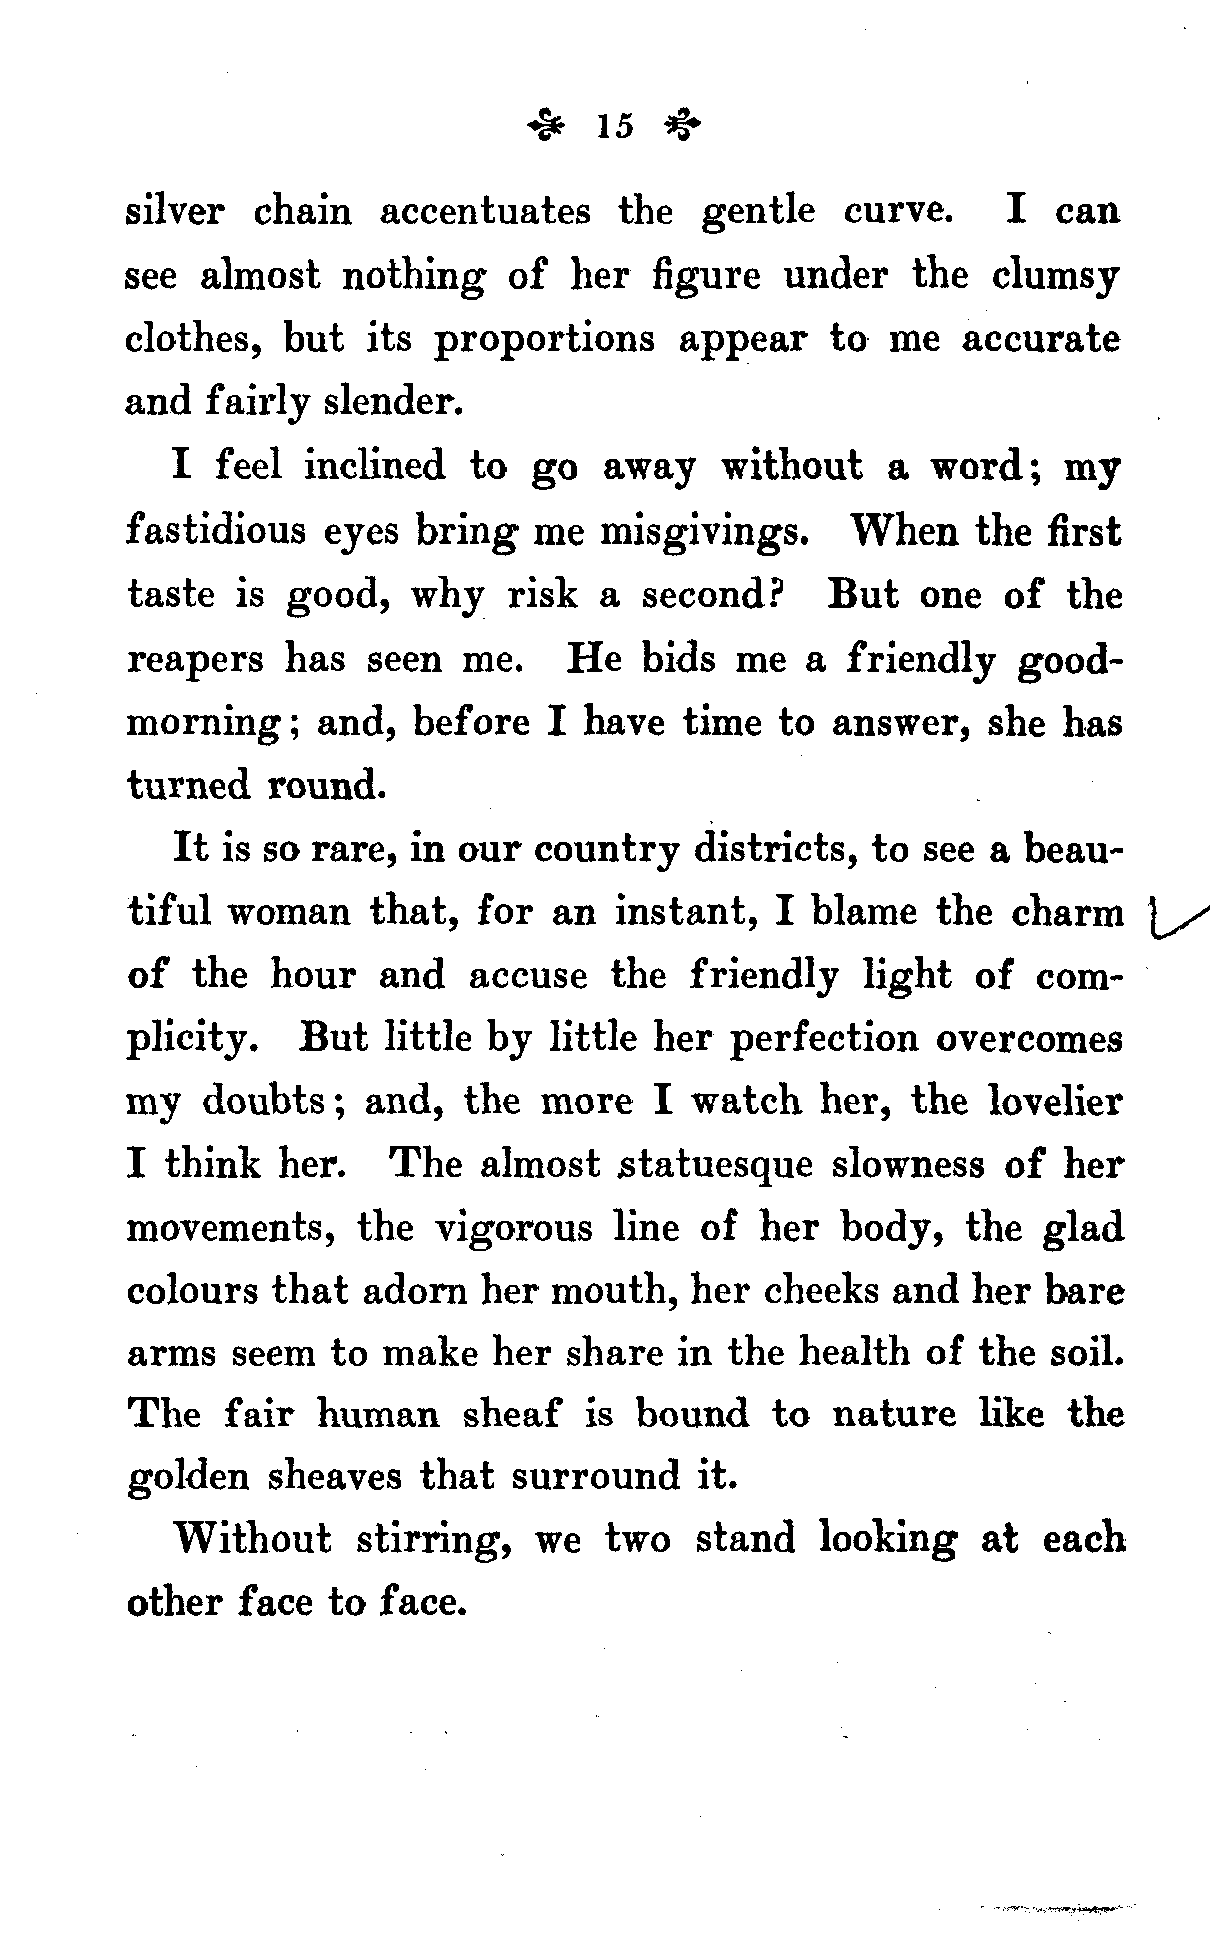 15
silver chain accentuates the gentle curve. I can
see almost nothing of her figure under the clumsy
clothes, but its proportions appear to me accurate
and fairly slender.
I feel inclined to go away without a word; my
fastidious eyes bring me misgivings. When the first
taste is good, why risk a second? But one of the
reapers has seen me. He bids me a friendly good-
morning; and, before I have time to answer, she has
turned round.
It is so rare, in our country districts, to see a beau-
tiful woman that, for an instant, I blame the charm
of the hour and accuse the friendly light of com-
plicity. But little by little her perfection overcomes
my doubts; and, the more I watch her, the lovelier
I think her. The almost statuesque slowness of her
movements, the vigorous line of her body, the glad
colours that adorn her mouth, her cheeks and her bare
arms seem to make her share in the health of the soil.
The fair human sheaf is bound to nature like the
golden sheaves that surround it.
Without stirring, we two stand looking at each
other face to face.